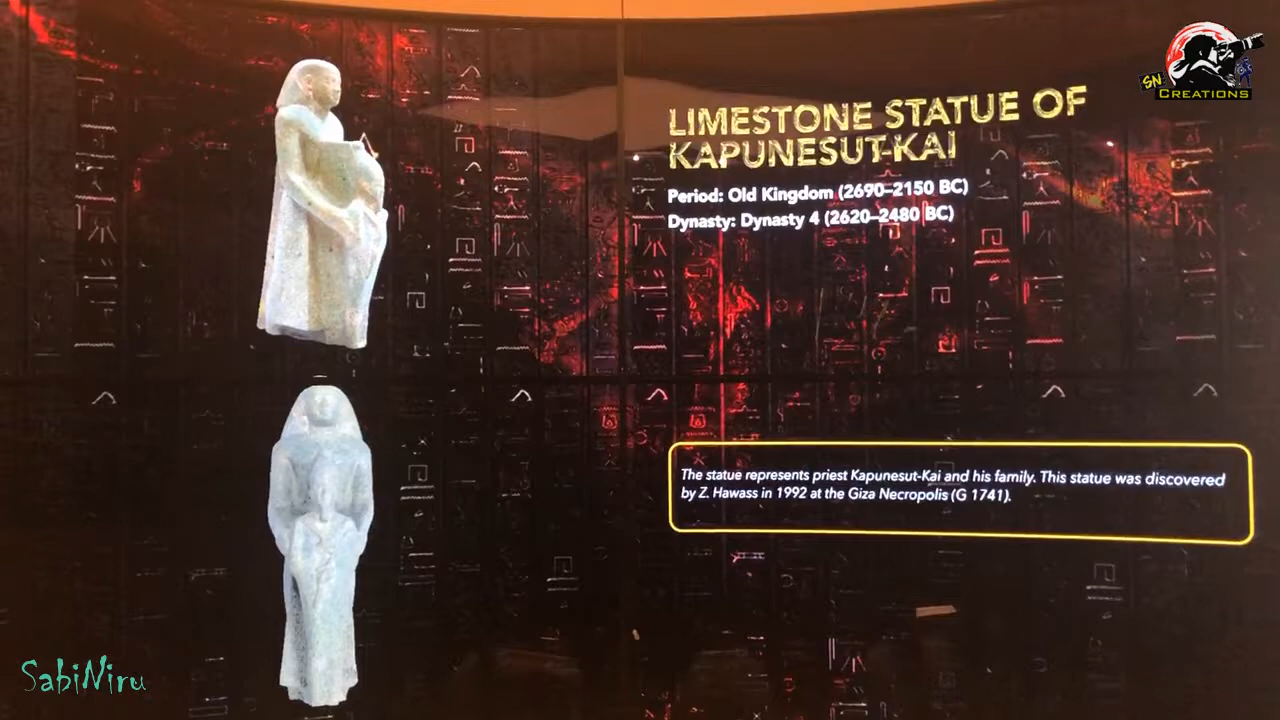 SN
CREATIONS
LIMESTONE STATUE OF
KAPUNESUT-KAI
Period: Old Kingdom (2690–2150 BC)
Dynasty: Dynasty 4 (2620–2480 BC)
The statue represents priest Kapunesut-Kai and his family. This statue was discovered
by Z. Hawass in 1992 at the Giza Necropolis (G 1741).
SabiNiru